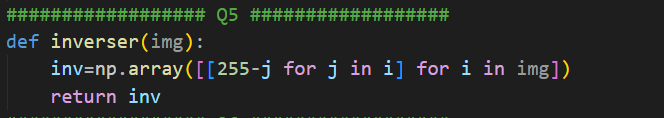 ################## Q5 ##################
def inverser(img):
    inv=np.array([[255-j for j in i] for i in img])
    return inv